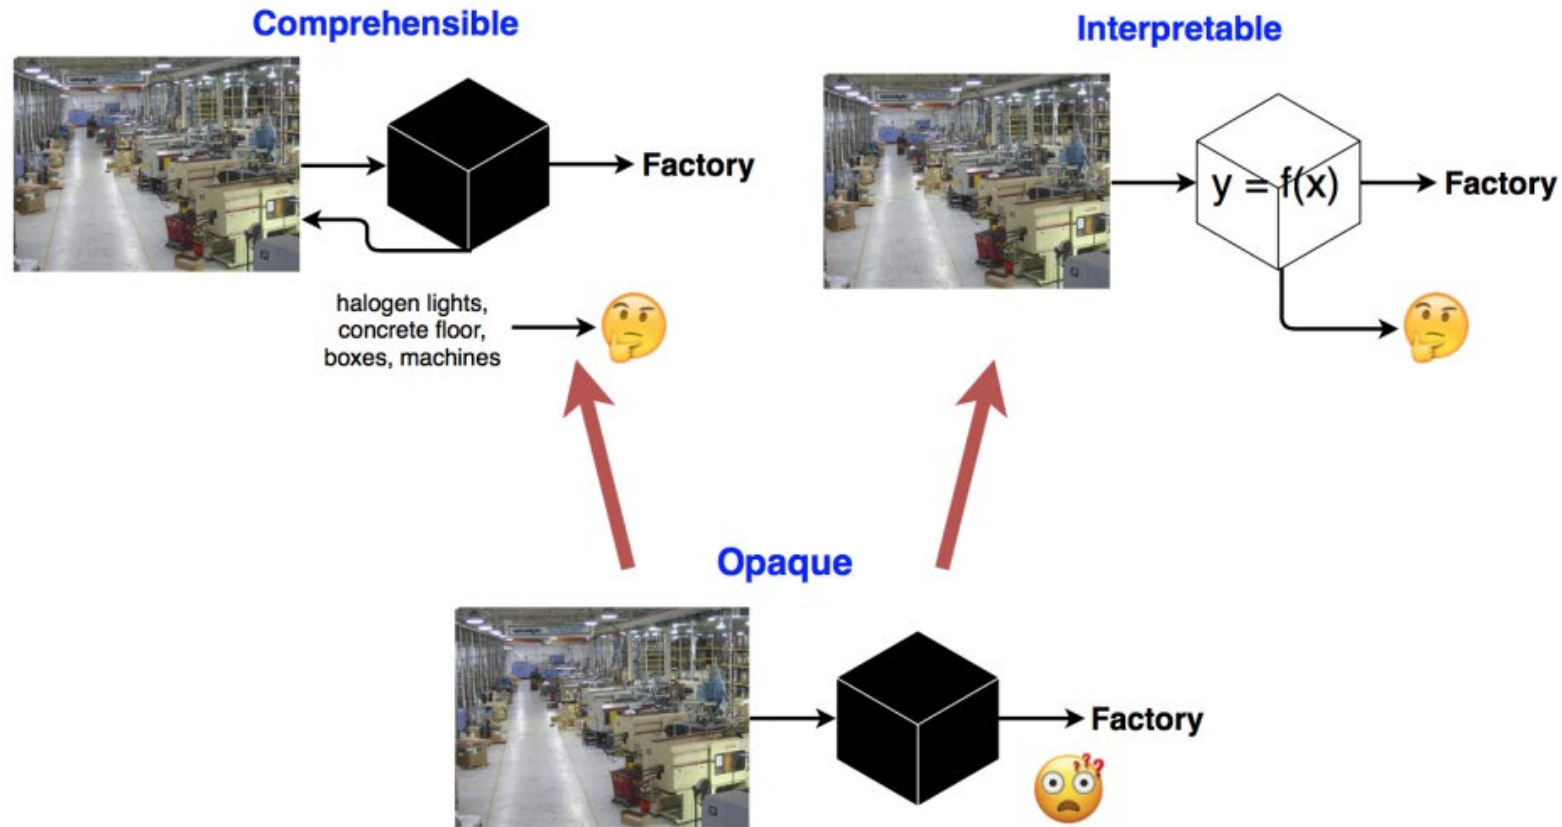 Comprehensible
Interpretable
Factory
y = f(x)
Factory
halogen lights,
concrete floor,
boxes, machines
Opaque
Factory
???